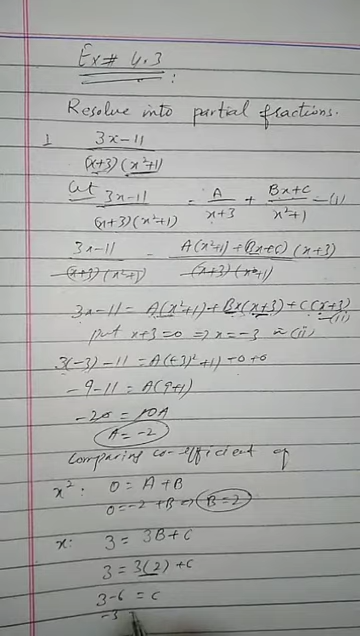 Ex# 4.3
Resolve into partial fractions.
1 3x-11 / (x+3)(x²+1)
Let 3x-11 / (x+3)(x²+1) = A / x+3 + Bx+C / x²+1 —(i)
3x-11 / (x+3)(x²+1) = A(x²+1)+(Bx+C)(x+3) / (x+3)(x²+1)
3x-11 = A(x²+1)+Bx(x+3)+C(x+3) —(ii)
put x+3=0 ⇒ x=-3 in (ii)
3(-3)-11 = A((-3)²+1)+0+0
-9-11 = A(9+1)
-20 = 10A
A=-2
Comparing co-efficient of
x²: 0 = A+B
0=-2+B ⇒ B=2
x: 3 = 3B+C
3 = 3(2)+C
3-6 = C
-3 =